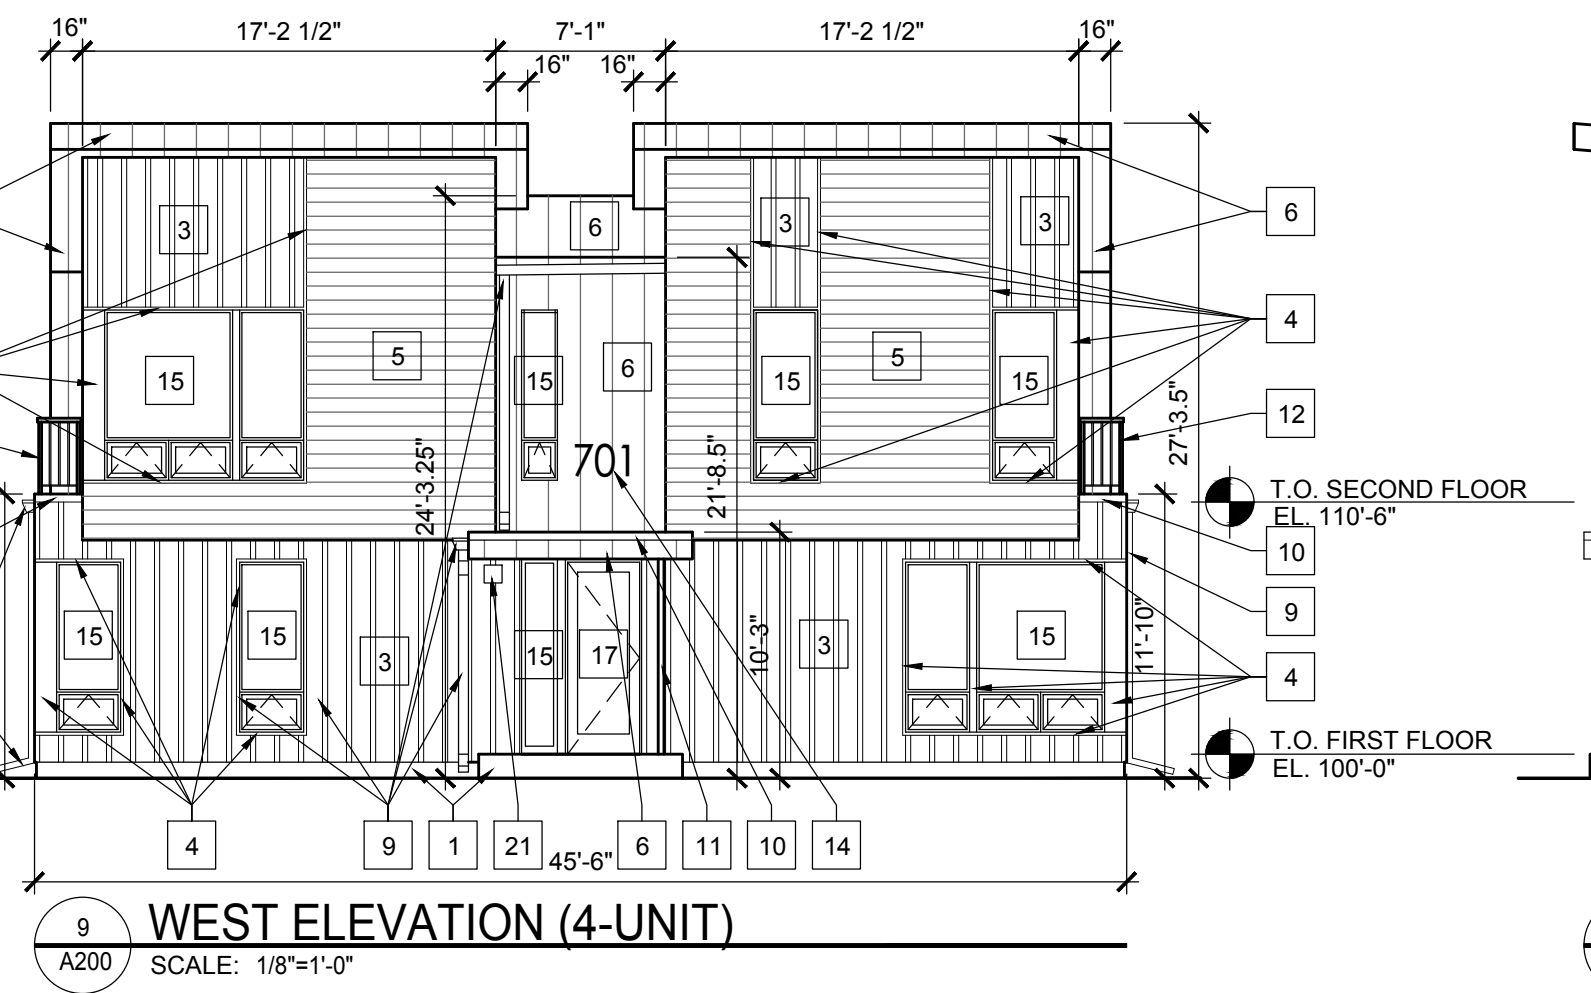 16" 17'-2 1/2" 7'-1" 17'-2 1/2" 16"
16" 16"
3 6 3 3 6
4
5 6 5
15 15 15 15
12
27'-3.5"
24'-3.25"
21'-8.5"
701
T.O. SECOND FLOOR
EL. 110'-6"
10
9
15 15 3 15 17 3 15
10'-3"
11'-10"
4
T.O. FIRST FLOOR
EL. 100'-0"
4 9 1 21 6 11 10 14
45'-6"
9
A200
WEST ELEVATION (4-UNIT)
SCALE: 1/8"=1'-0"